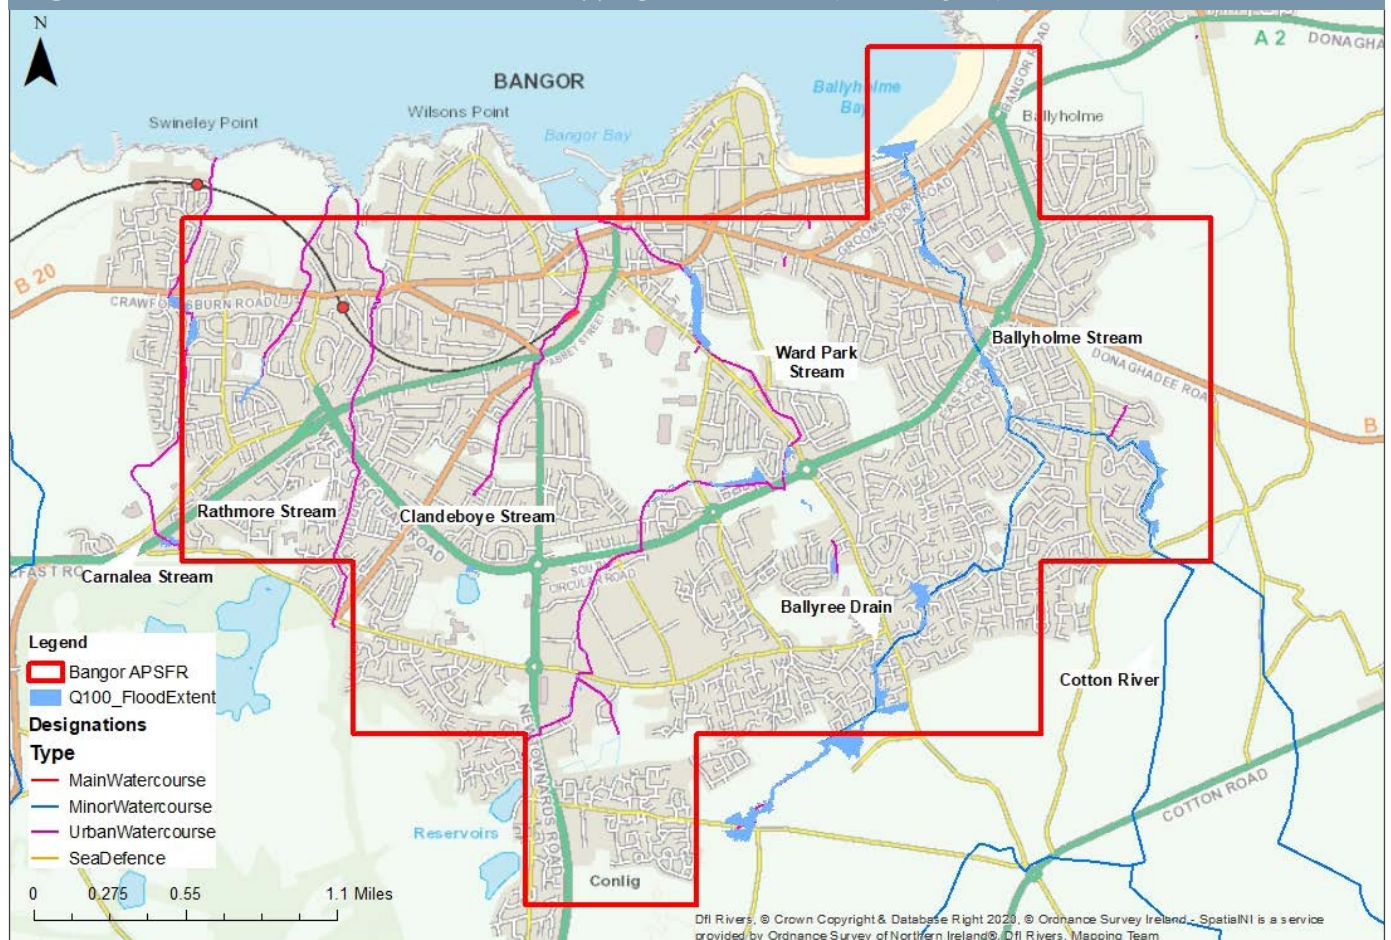 N
A 2
DONAGHA
BANGOR ROAD
BANGOR
Ballyholme
Bay
Wilsons Point
Swineley Point
Ballyholme
Bangor Bay
GROOMSPORT ROAD
B 20
CRAWFORDSBURN ROAD
ABBEY STREET
Ward Park
Stream
Ballyholme Stream
DONAGHADEE ROAD
B
Rathmore Stream
Clandeboye Stream
CIRCULAR ROAD
Carnalea Stream
Ballyree Drain
Cotton River
Legend
Bangor APSFR
Q100_FloodExtent
Designations
Type
MainWatercourse
MinorWatercourse
UrbanWatercourse
SeaDefence
NEWTOWNARDS ROAD
COTTON ROAD
Reservoirs
Conlig
0 0.275 0.55 1.1 Miles
DfI Rivers, © Crown Copyright & Database Right 2023, © Ordnance Survey Ireland - SpatialNI is a service
provided by Ordnance Survey of Northern Ireland®, DfI Rivers, Mapping Team